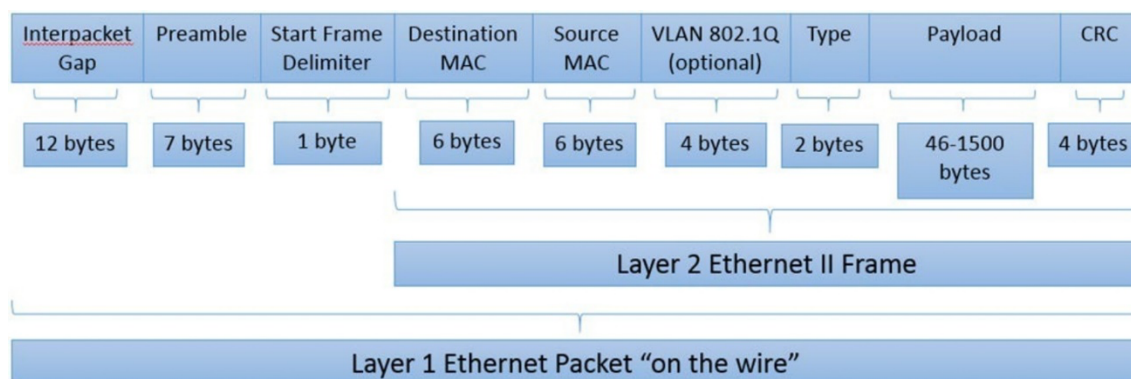 Interpacket Gap
Preamble
Start Frame Delimiter
Destination MAC
Source MAC
VLAN 802.1Q (optional)
Type
Payload
CRC
12 bytes
7 bytes
1 byte
6 bytes
6 bytes
4 bytes
2 bytes
46-1500 bytes
4 bytes
Layer 2 Ethernet II Frame
Layer 1 Ethernet Packet “on the wire”